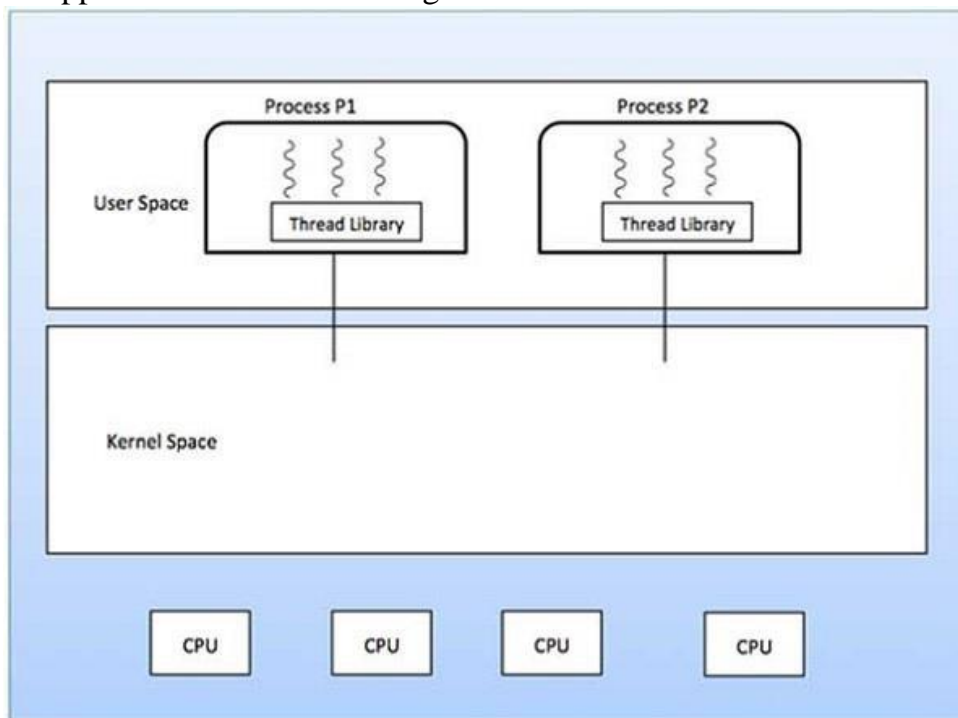 Process P1
Process P2
User Space
Thread Library
Thread Library
Kernel Space
CPU
CPU
CPU
CPU